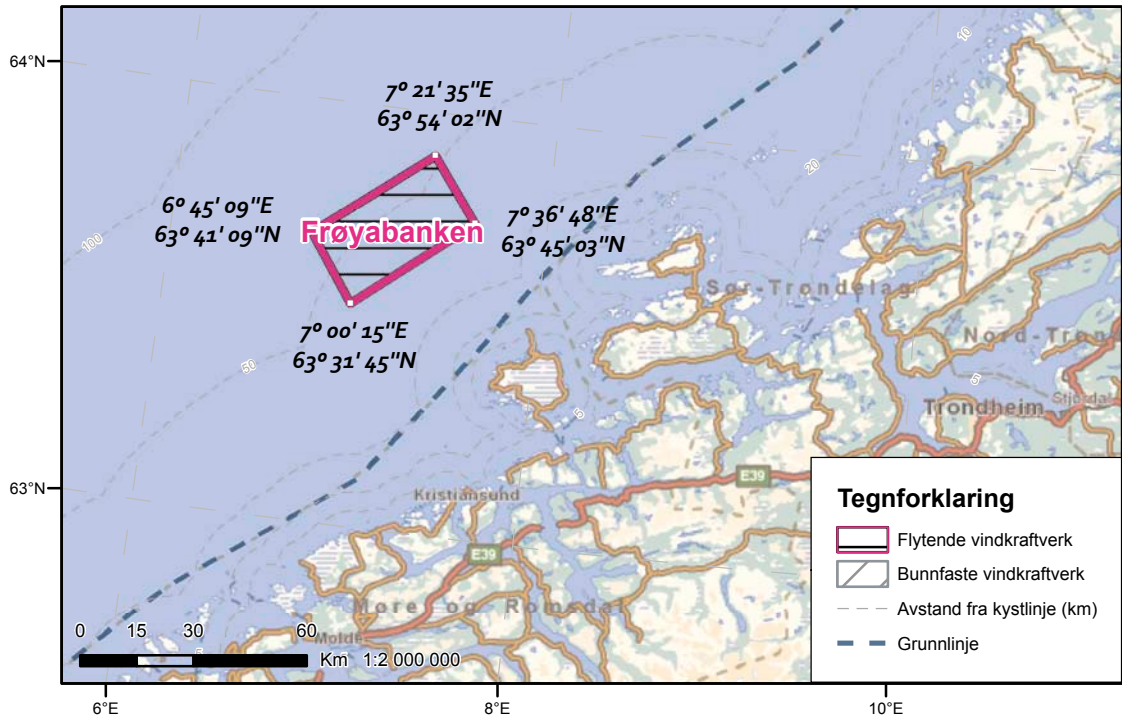 64°N
7° 21' 35"E
63° 54' 02"N
10
20
6° 45' 09"E
63° 41' 09"N
Frøyabanken
7° 36' 48"E
63° 45' 03"N
100
Sør-Trøndelag
7° 00' 15"E
63° 31' 45"N
Nord-Trøn
50
5
Stjørdal
Trondheim
5
63°N
Kristiansund
E39
E39
Møre og Romsdal
Molde
0 15 30 60
Km 1:2 000 000
5
Tegnforklaring
Flytende vindkraftverk
Bunnfaste vindkraftverk
Avstand fra kystlinje (km)
Grunnlinje
6°E
8°E
10°E